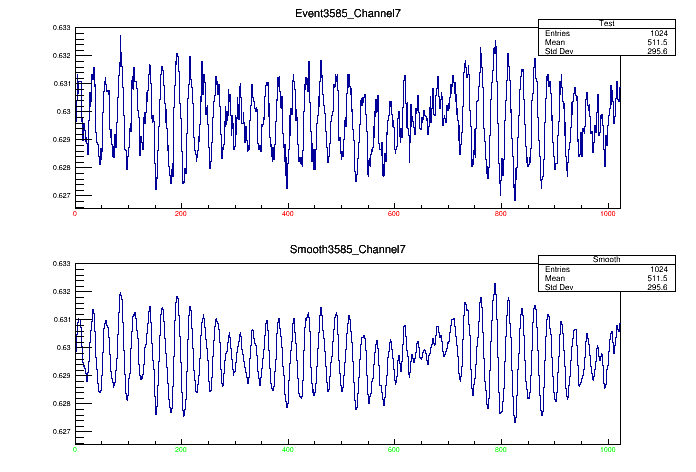 Event3585_Channel7
Test
Entries 1024
Mean 511.5
Std Dev 295.6
0.633
0.632
0.631
0.63
0.629
0.628
0.627
0 200 400 600 800 1000
Smooth3585_Channel7
Smooth
Entries 1024
Mean 511.5
Std Dev 295.6
0.633
0.632
0.631
0.63
0.629
0.628
0.627
0 200 400 600 800 1000